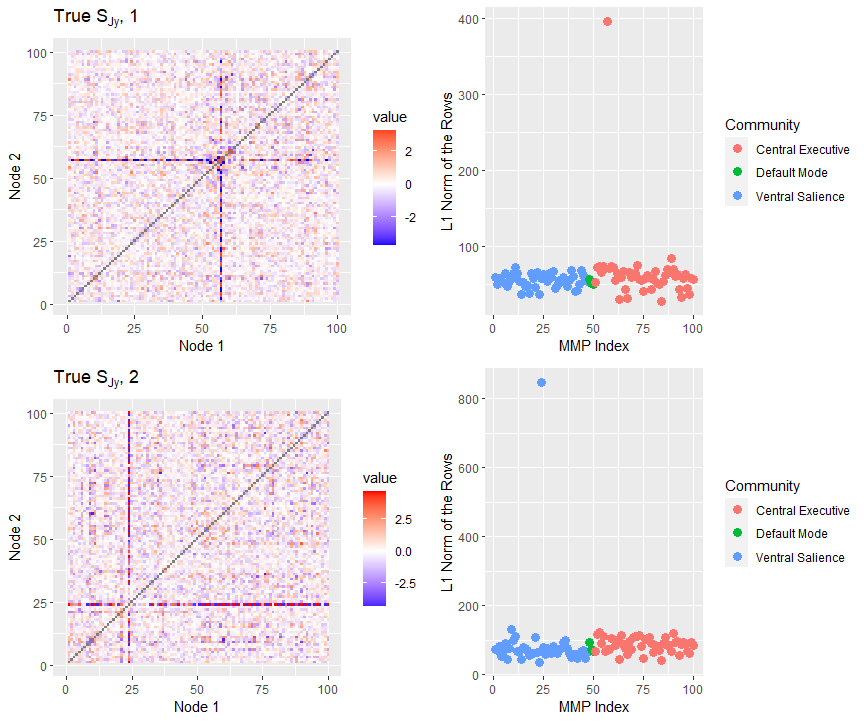 True S_Jy, 1
100
75
50
25
0
Node 2
0 25 50 75 100
Node 1
value
2
0
-2
400
300
200
100
L1 Norm of the Rows
0 25 50 75 100
MMP Index
Community
Central Executive
Default Mode
Ventral Salience
True S_Jy, 2
100
75
50
25
0
Node 2
0 25 50 75 100
Node 1
value
2.5
0.0
-2.5
800
600
400
200
0
L1 Norm of the Rows
0 25 50 75 100
MMP Index
Community
Central Executive
Default Mode
Ventral Salience